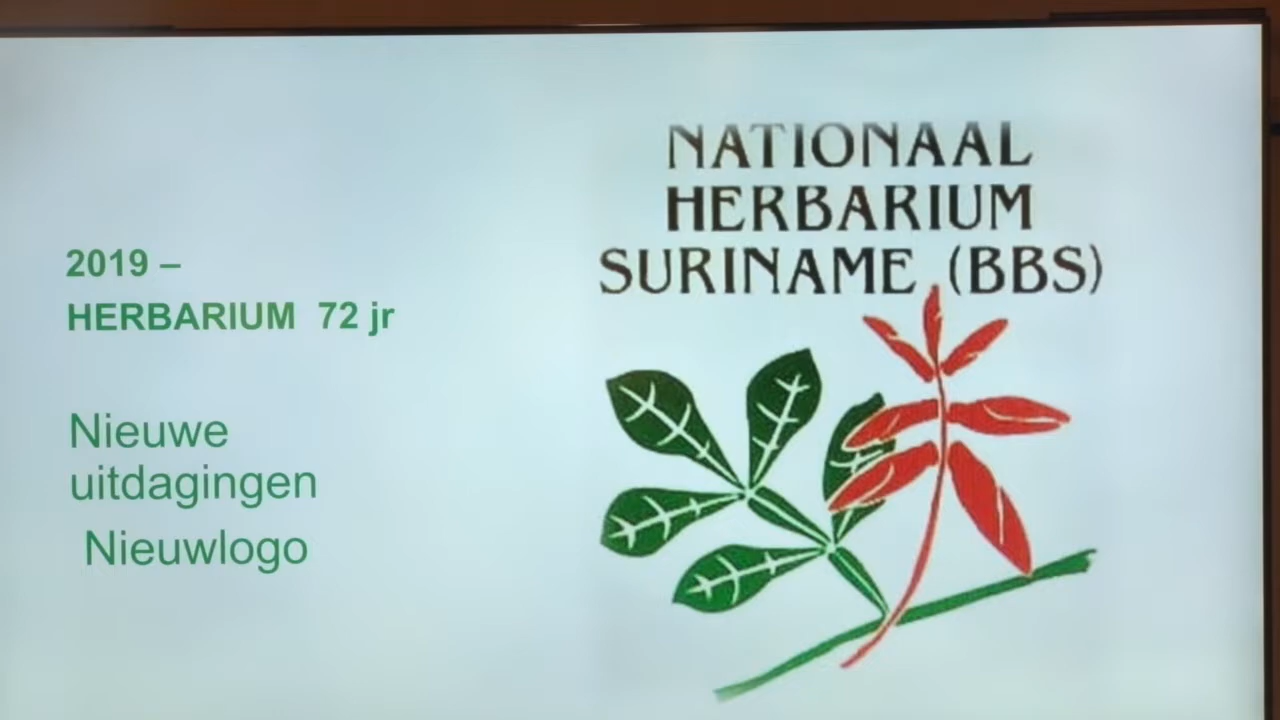 2019 –
HERBARIUM 72 jr
Nieuwe
uitdagingen
Nieuwlogo
NATIONAAL
HERBARIUM
SURINAME (BBS)